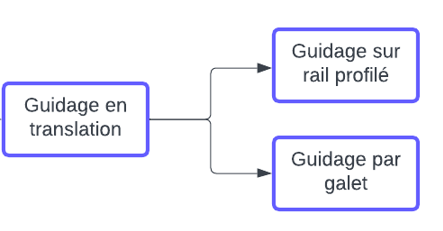 Guidage en
translation
Guidage sur
rail profilé
Guidage par
galet